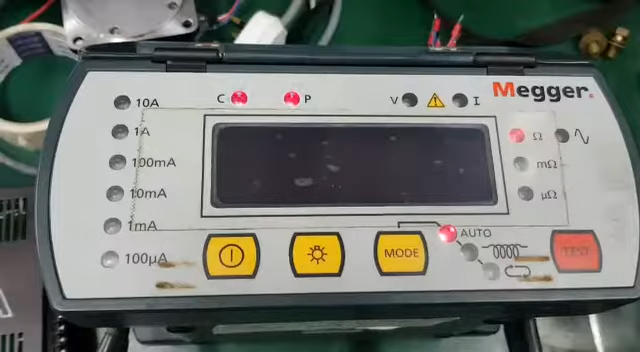 Megger.
10A
C
P
V
I
1A
Ω
100mA
mΩ
10mA
μΩ
1mA
AUTO
100μA
MODE
TEST